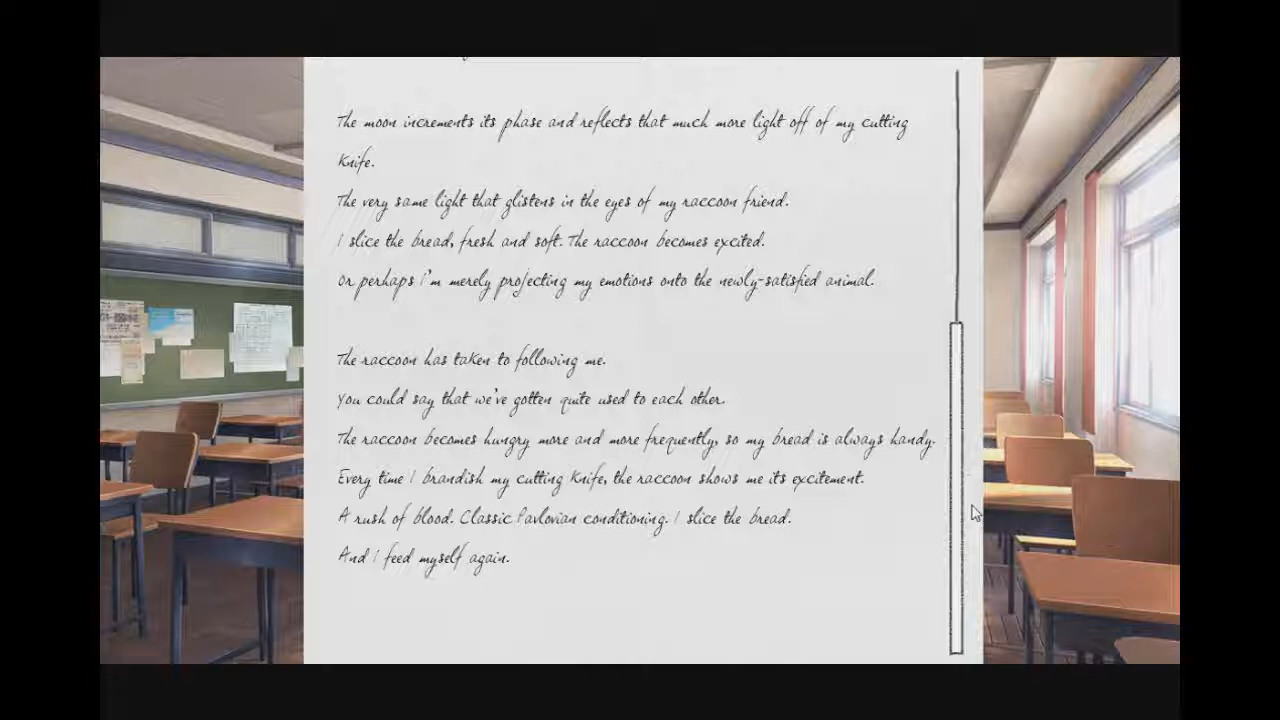 The moon increments its phase and reflects that much more light off of my cutting
knife.
The very same light that glistens in the eyes of my raccoon friend.
I slice the bread, fresh and soft. The raccoon becomes excited.
Or perhaps I'm merely projecting my emotions onto the newly-satisfied animal.
The raccoon has taken to following me.
You could say that we've gotten quite used to each other.
The raccoon becomes hungry more and more frequently, so my bread is always handy.
Every time I brandish my cutting knife, the raccoon shows me its excitement.
A rush of blood. Classic Pavlovian conditioning. I slice the bread.
And I feed myself again.